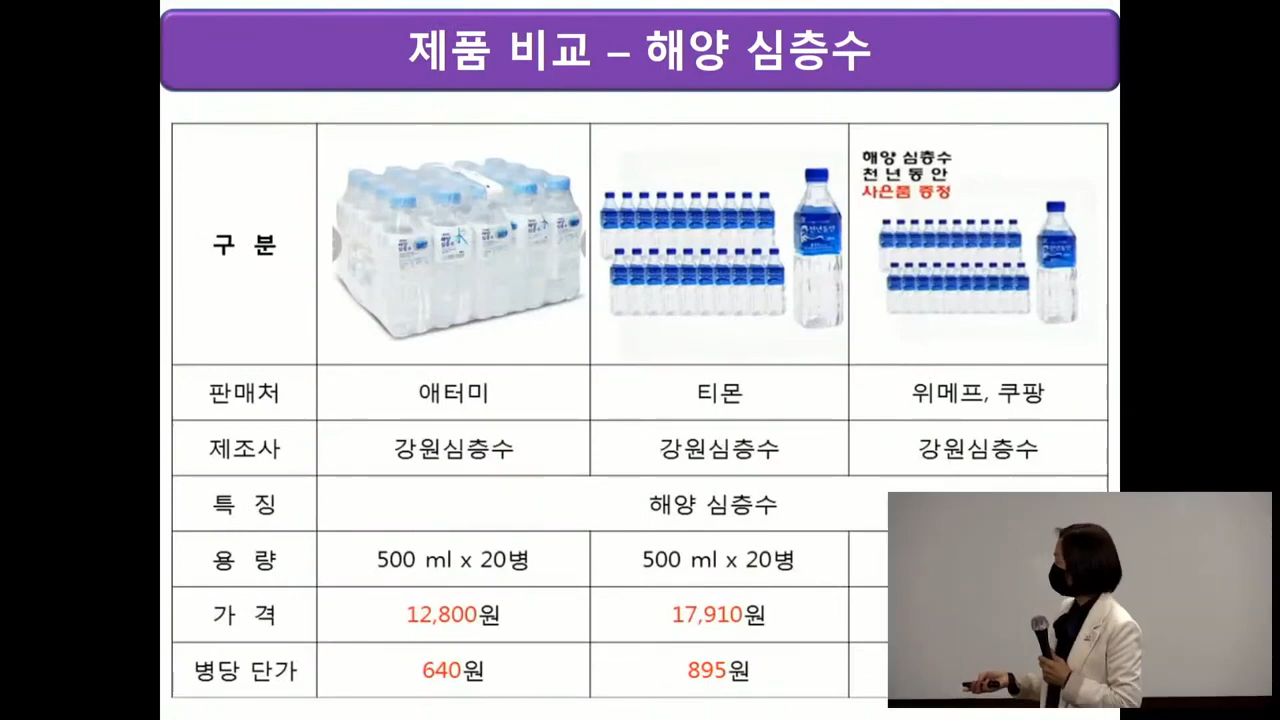 제품 비교 – 해양 심층수
구 분
해양 심층수
천 년 동 안
사은품 증정
판매처 애터미 티몬 위메프, 쿠팡
제조사 강원심층수 강원심층수 강원심층수
특 징 해양 심층수
용 량 500 ml x 20병 500 ml x 20병
가 격 12,800원 17,910원
병당 단가 640원 895원